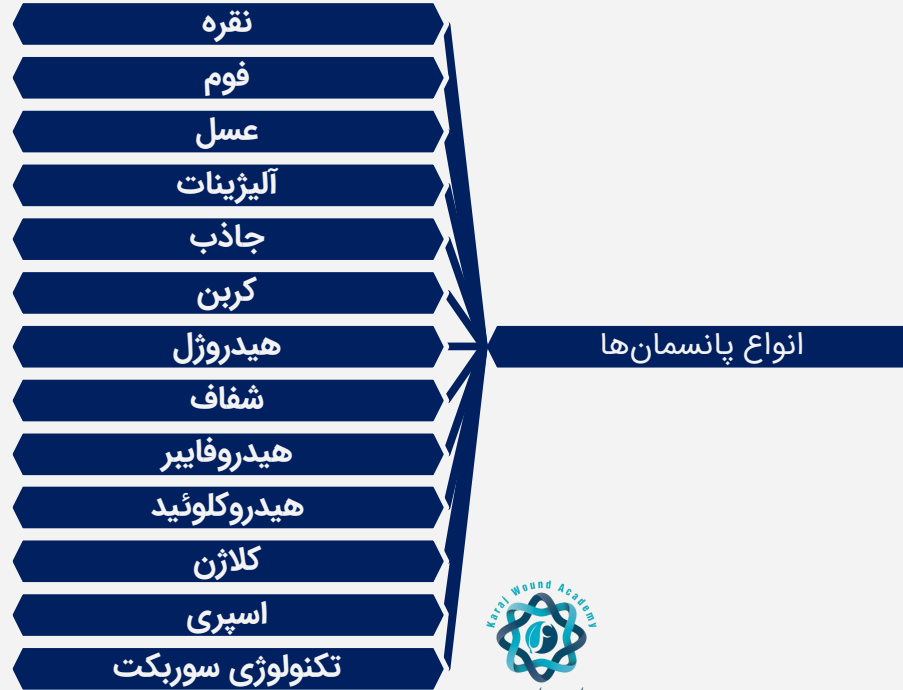 انواع پانسمان‌ها
نقره
فوم
عسل
آلیژینات
جاذب
کربن
هیدروژل
شفاف
هیدروفایبر
هیدروکلوئید
کلاژن
اسپری
تکنولوژی سوربکت
Karaj Wound Academy